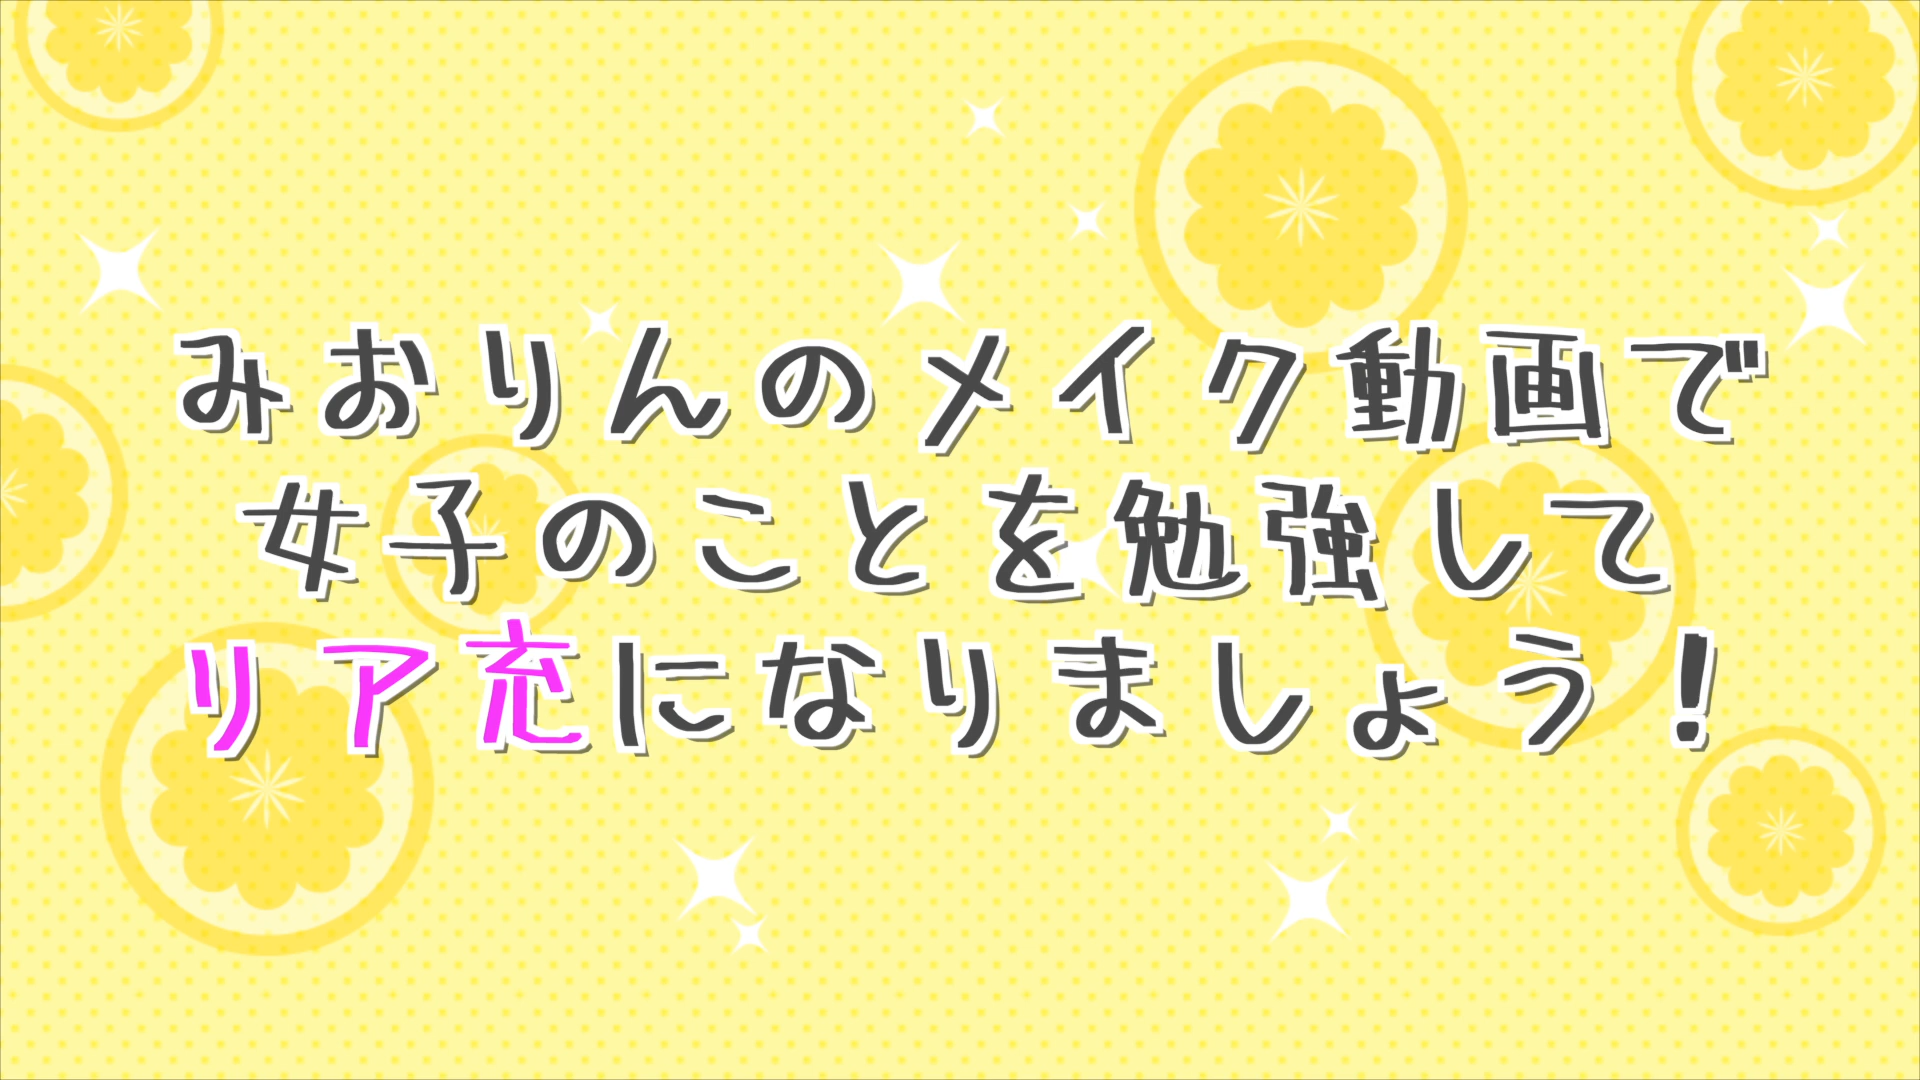 みおりんのメイク動画で
女子のことを勉強して
リア充になりましょう！